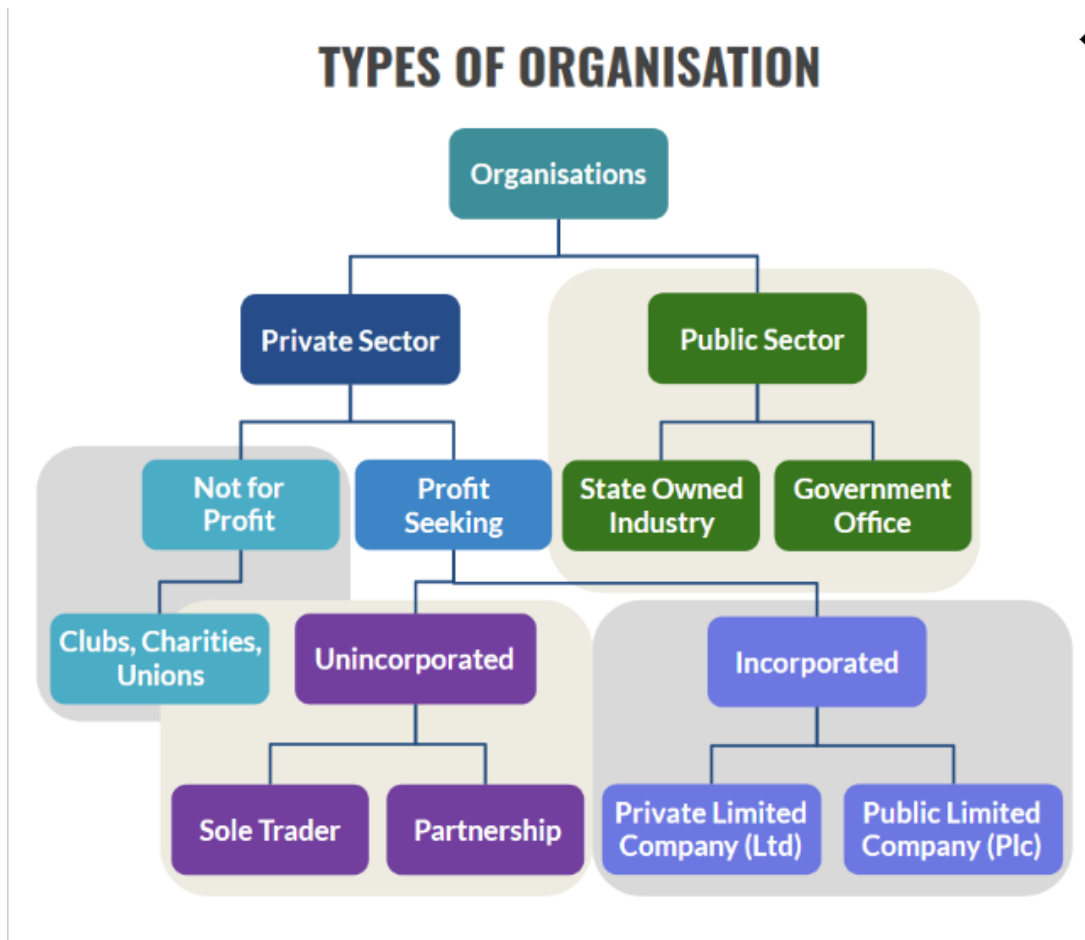 TYPES OF ORGANISATION
Organisations
Private Sector
Public Sector
Not for
Profit
Profit
Seeking
State Owned
Industry
Government
Office
Clubs, Charities,
Unions
Unincorporated
Incorporated
Sole Trader
Partnership
Private Limited
Company (Ltd)
Public Limited
Company (Plc)